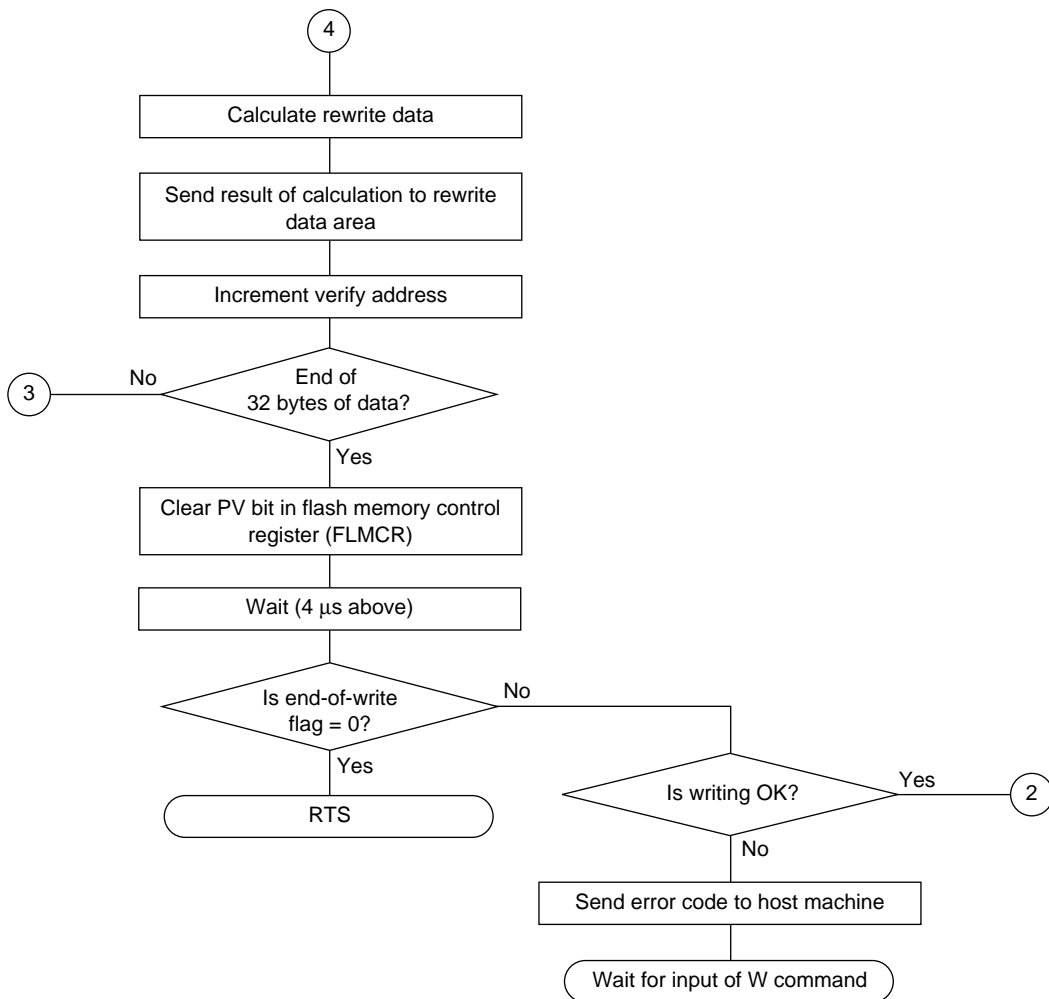 4
Calculate rewrite data
Send result of calculation to rewrite
data area
Increment verify address
3
No
End of
32 bytes of data?
Yes
Clear PV bit in flash memory control
register (FLMCR)
Wait (4 μs above)
Is end-of-write
flag = 0?
No
Yes
RTS
Is writing OK?
Yes
2
No
Send error code to host machine
Wait for input of W command